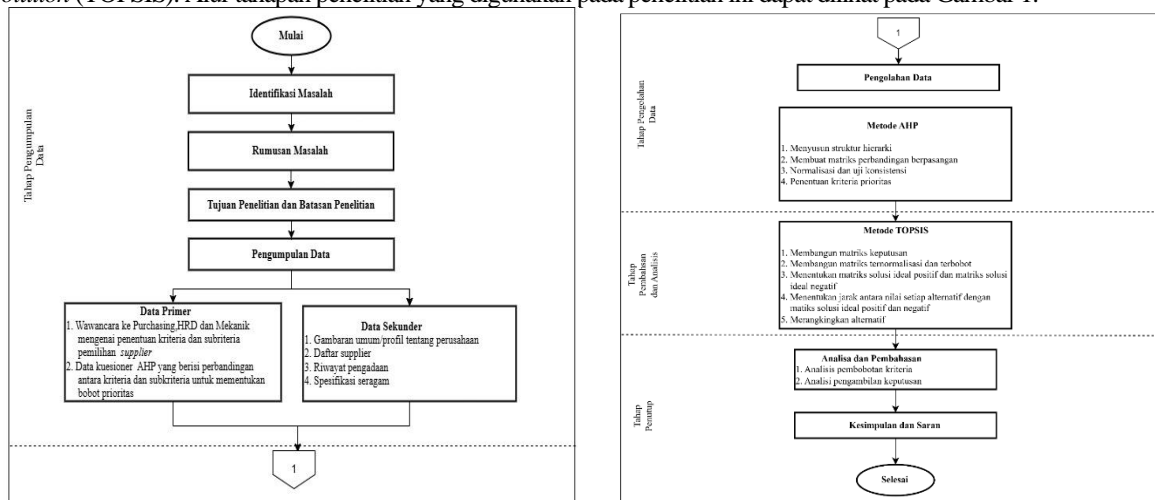 olution (TOPSIS). Alur tahapan penelitian yang digunakan pada penelitian ini dapat dilihat pada Gambar 1.
Tahap Pengumpulan
Data
Mulai
Identifikasi Masalah
Rumusan Masalah
Tujuan Penelitian dan Batasan Penelitian
Pengumpulan Data
Data Primer
1. Wawancara ke Purchasing,HRD dan Mekanik
mengenai penentuan kriteria dan subriteria
pemilihan supplier
2. Data kuesioner AHP yang berisi perbandingan
antara kriteria dan subkriteria untuk mementukan
bobot prioritas
Data Sekunder
1. Gambaran umum/profil tentang perusahaan
2. Daftar supplier
3. Riwayat pengadaan
4. Spesifikasi seragam
1
1
Tahap Pengolahan
Data
Pengolahan Data
Metode AHP
1. Menyusun struktur hierarki
2. Membuat matriks perbandingan berpasangan
3. Normalisasi dan uji konsistensi
4. Penentuan kriteria prioritas
Tahap
Pembahasan
dan Analisis
Metode TOPSIS
1. Membangun matriks keputusan
2. Membangun matriks ternormalisasi dan terbobot
3. Menentukan matriks solusi ideal positif dan matriks solusi
ideal negatif
4. Menentukan jarak antara nilai setiap alternatif dengan
matiks solusi ideal positif dan negatif
5. Merangkingkan alternatif
Tahap
Penutup
Analisa dan Pembahasan
1. Analisis pembobotan kriteria
2. Analisi pengambilan keputusan
Kesimpulan dan Saran
Selesai